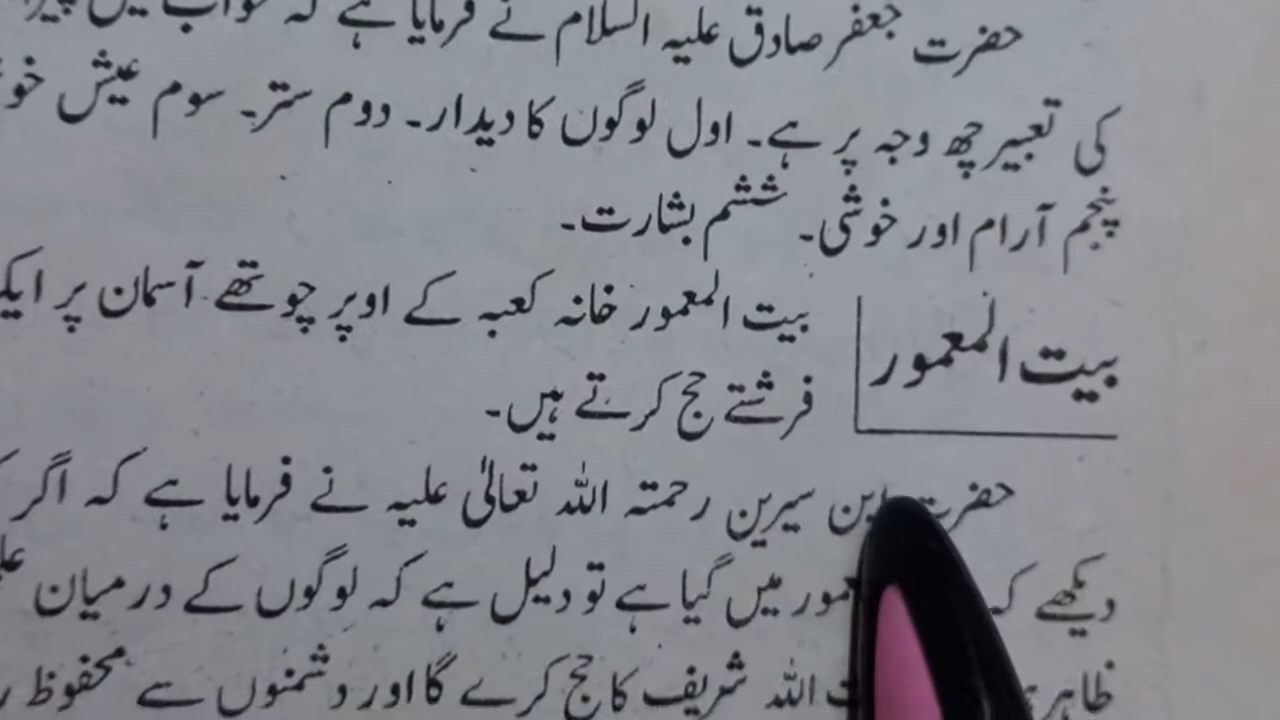 حضرت جعفر صادق علیہ السلام نے فرمایا ہے کہ خواب میں
کی تعبیر چھ وجہ پر ہے۔ اول لوگوں کا دیدار۔ دوم ستر۔ سوم عیش
پنجم آرام اور خوشی۔ ششم بشارت۔
بیت المعمور
بیت المعمور خانہ کعبہ کے اوپر چوتھے آسمان پر
فرشتے حج کرتے ہیں۔
حضرت ابن سیرین رحمتہ اللہ تعالیٰ علیہ نے فرمایا ہے کہ اگر
دیکھے کہ میں گیا ہے تو دلیل ہے کہ لوگوں کے درمیان
اللہ شریف کا حج کرے گا اور دشمنوں سے محفوظ